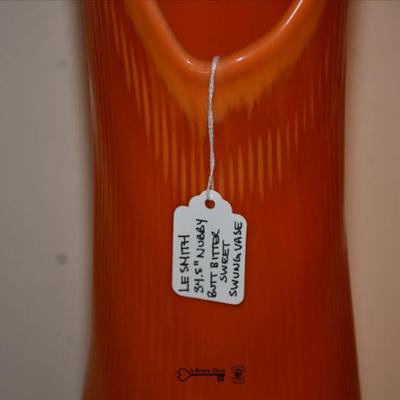 LE SMITH
34.5" NUBBY
BUTT BITTER
SWEET
SWUNG VASE